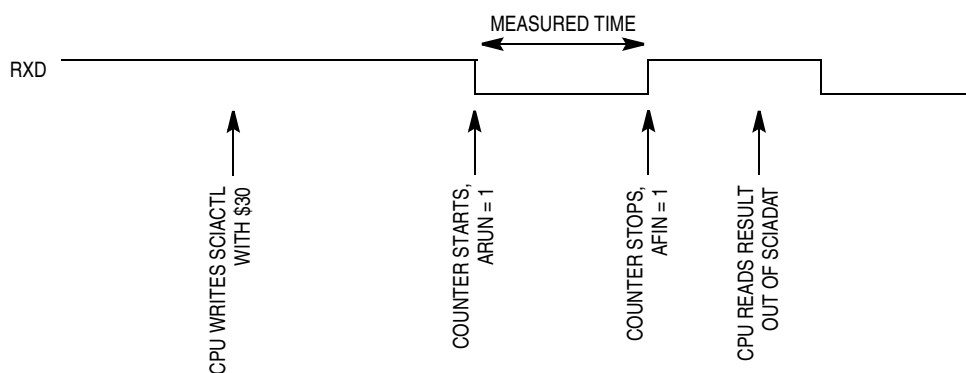 MEASURED TIME
RXD
CPU WRITES SCIACTL
WITH $30
COUNTER STARTS,
ARUN = 1
COUNTER STOPS,
AFIN = 1
CPU READS RESULT
OUT OF SCIADAT